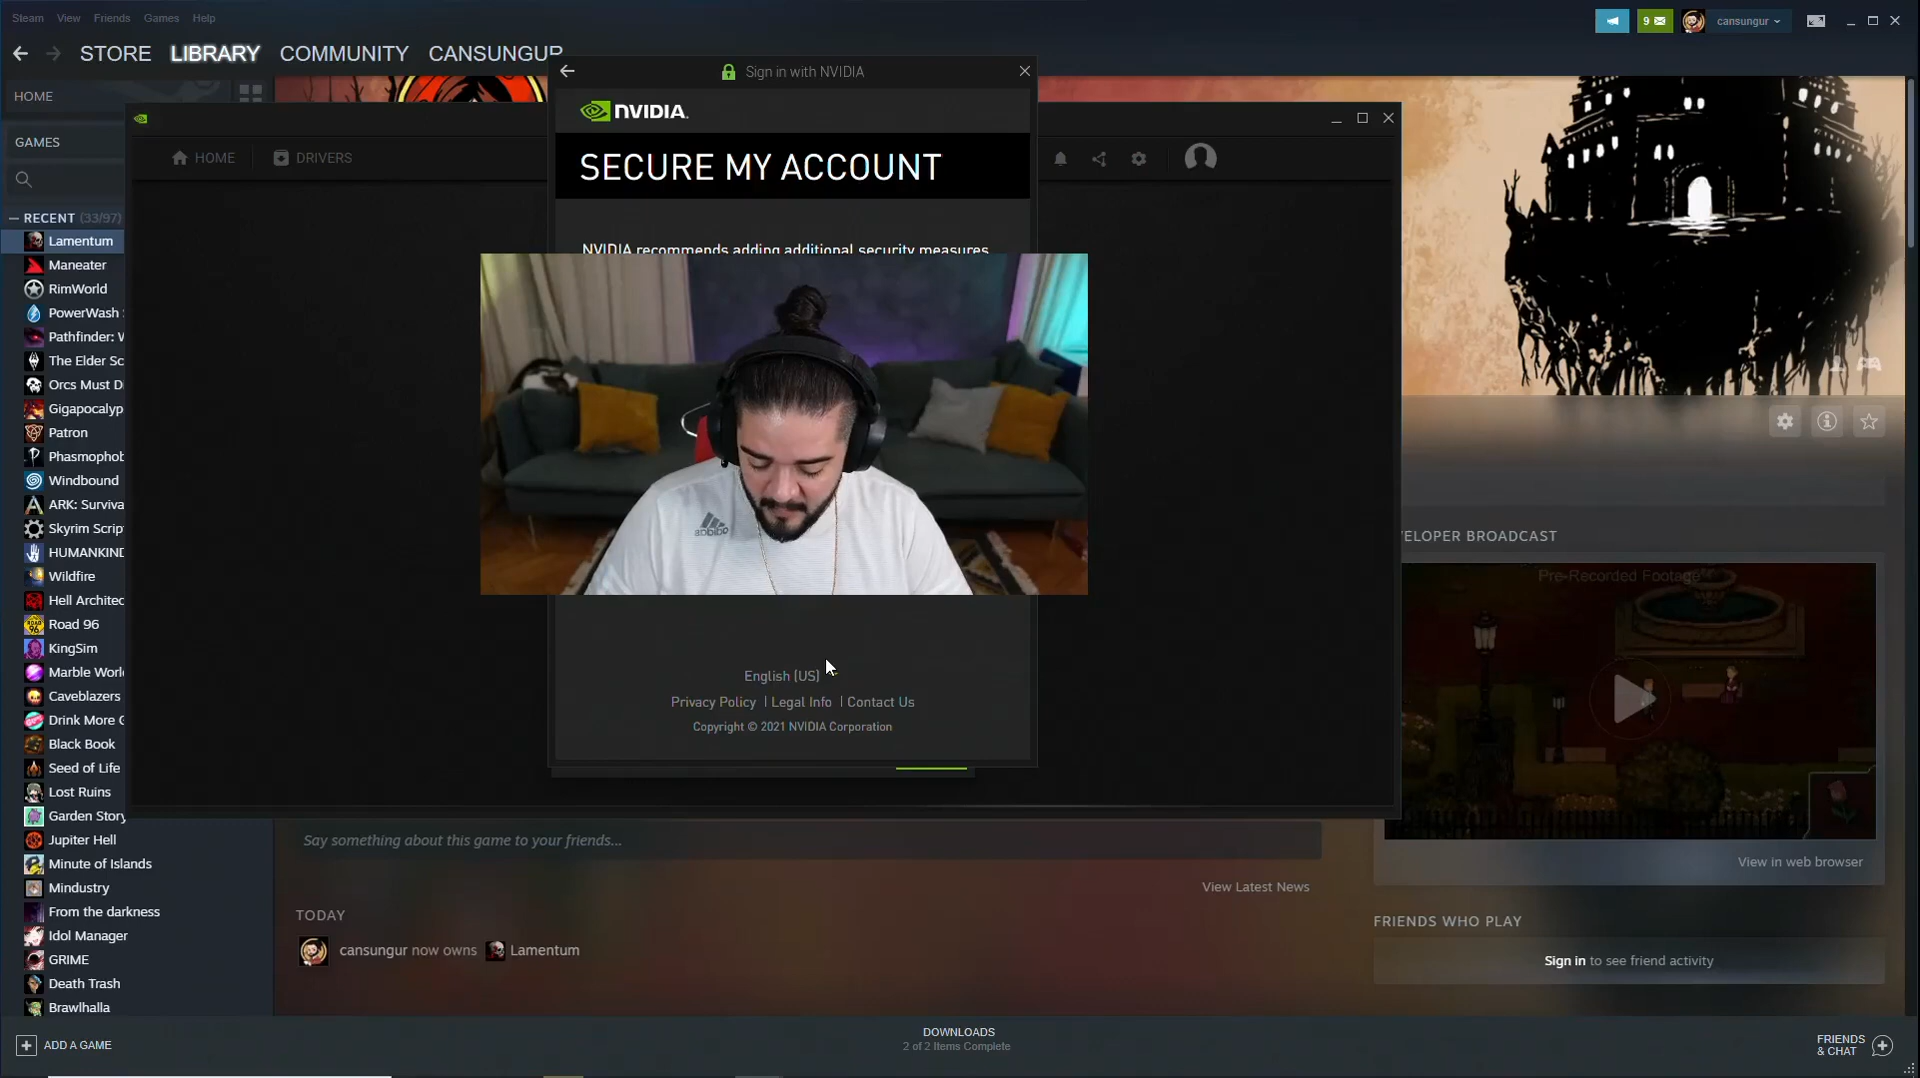 Steam View Friends Games Help
9
cansungur
STORE LIBRARY COMMUNITY CANSUNGUR
Sign in with NVIDIA
HOME
NVIDIA.
GAMES
HOME DRIVERS
SECURE MY ACCOUNT
RECENT (33/97)
NVIDIA recommends adding additional security measures
Lamentum
Maneater
RimWorld
PowerWash
Pathfinder: W
The Elder Sc
Orcs Must D
Gigapocalyp
Patron
Phasmophob
Windbound
ARK: Surviva
Skyrim Script
HUMANKIND
Wildfire
Hell Architec
Road 96
KingSim
Marble World
Caveblazers
Drink More G
Black Book
Seed of Life
Lost Ruins
Garden Story
Jupiter Hell
Minute of Islands
Mindustry
From the darkness
Idol Manager
GRIME
Death Trash
Brawlhalla
adidas
English (US)
Privacy Policy | Legal Info | Contact Us
Copyright © 2021 NVIDIA Corporation
VELOPER BROADCAST
Pre-Recorded Footage
View in web browser
Say something about this game to your friends...
View Latest News
TODAY
cansungur now owns Lamentum
FRIENDS WHO PLAY
Sign in to see friend activity
ADD A GAME
DOWNLOADS
2 of 2 Items Complete
FRIENDS
& CHAT